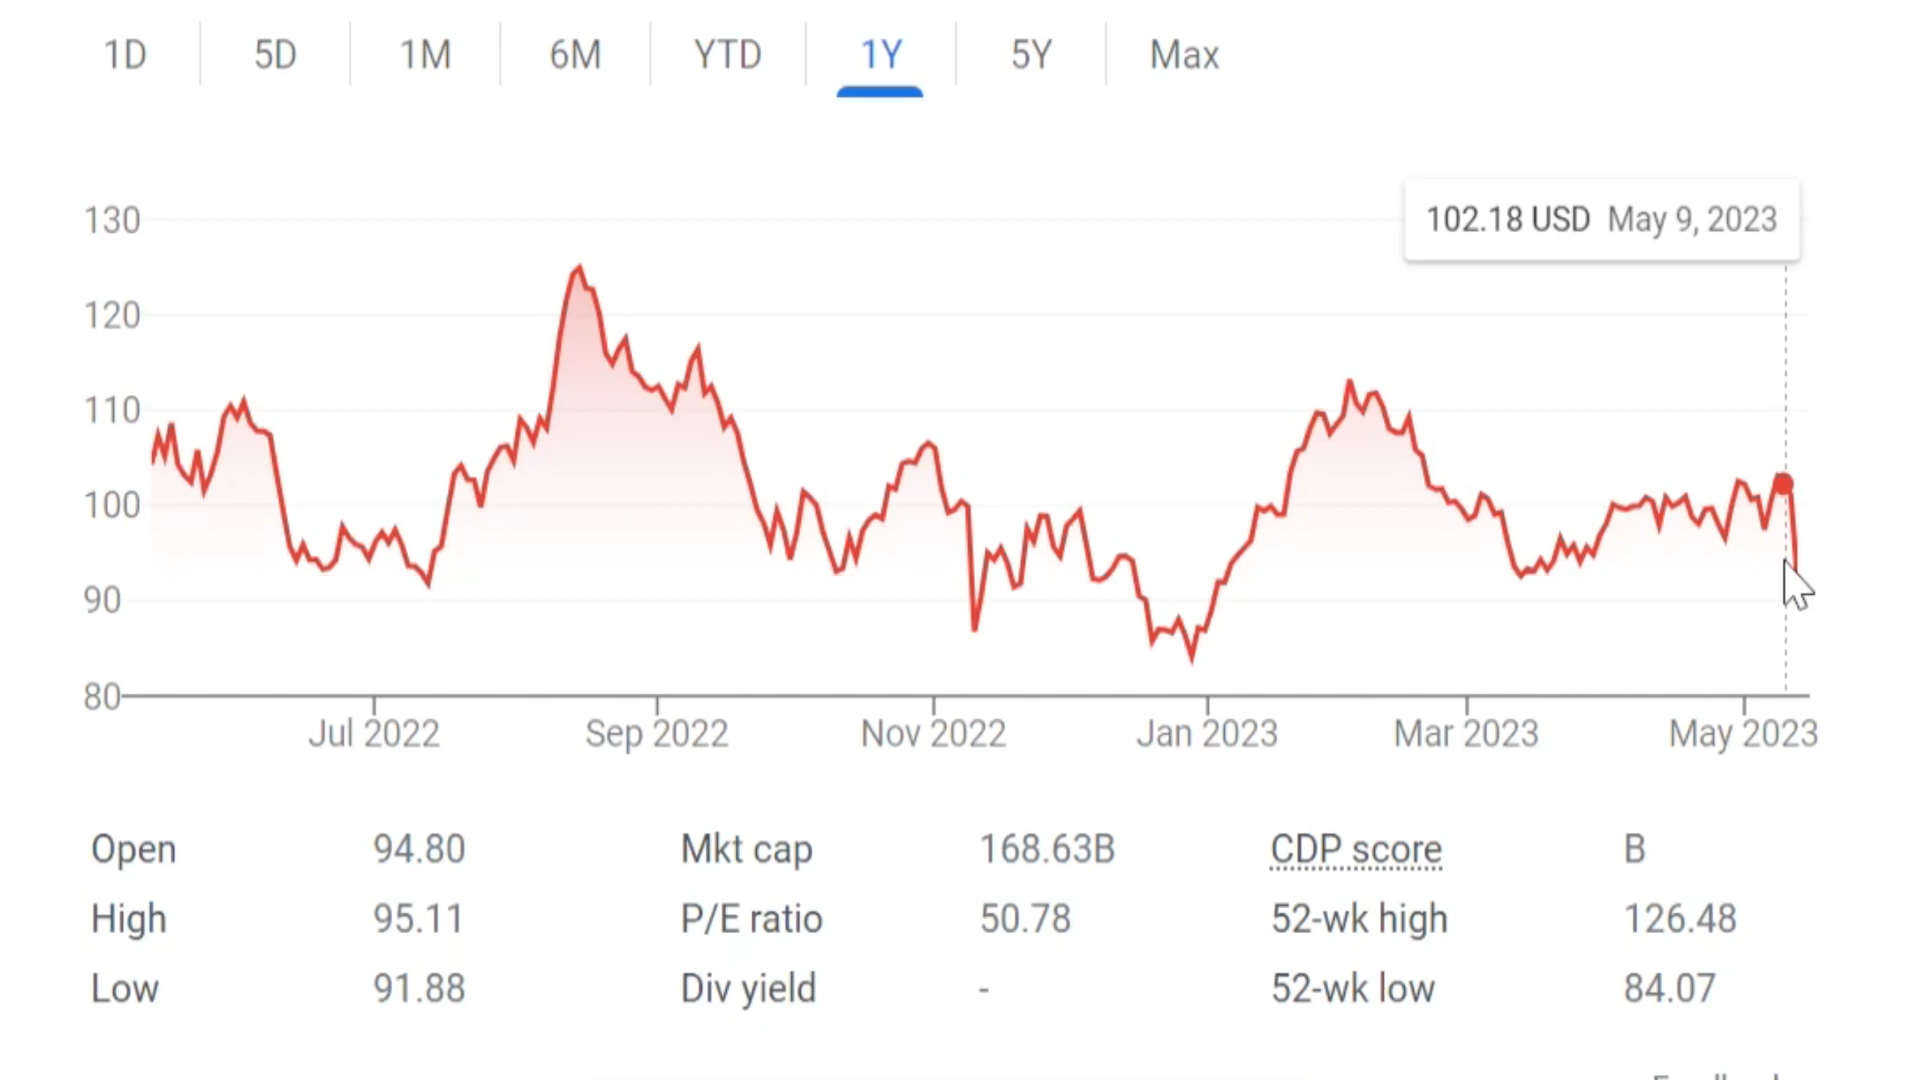 1D 5D 1M 6M YTD 1Y 5Y Max
102.18 USD May 9, 2023
130
120
110
100
90
80
Jul 2022 Sep 2022 Nov 2022 Jan 2023 Mar 2023 May 2023
Open 94.80 Mkt cap 168.63B CDP score B
High 95.11 P/E ratio 50.78 52-wk high 126.48
Low 91.88 Div yield - 52-wk low 84.07